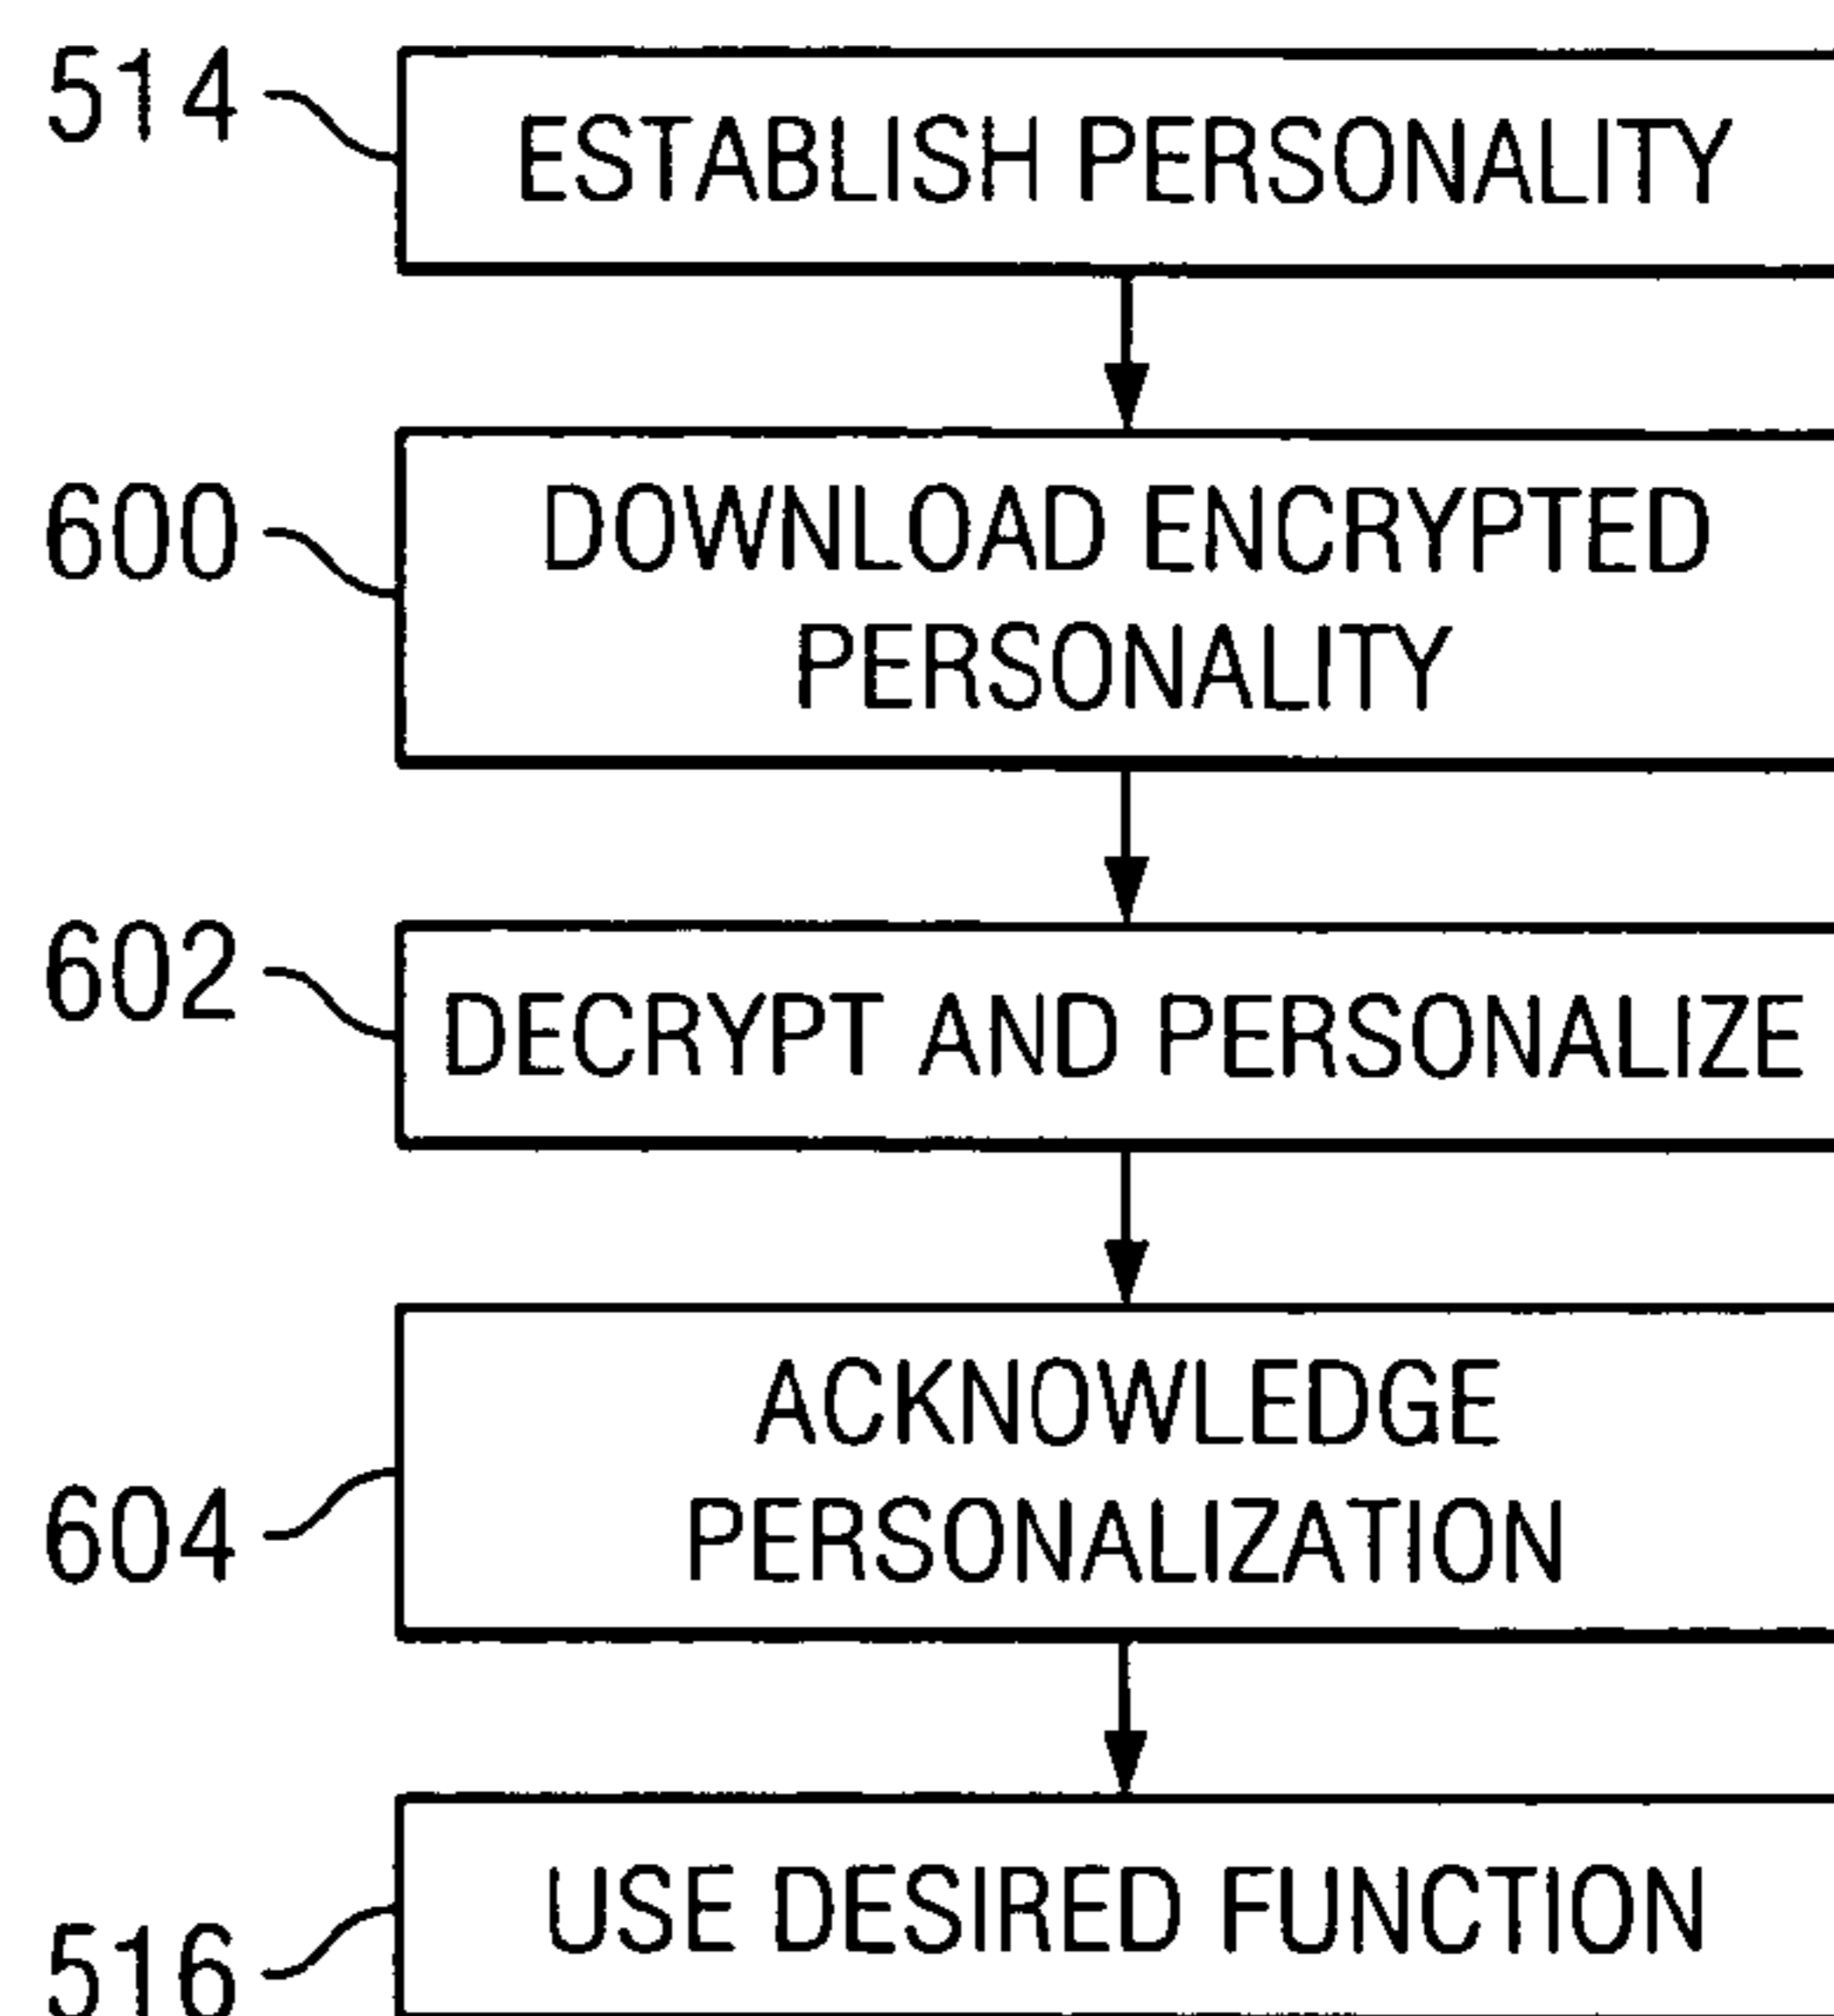 514
ESTABLISH PERSONALITY
600
DOWNLOAD ENCRYPTED
PERSONALITY
602
DECRYPT AND PERSONALIZE
ACKNOWLEDGE
604
PERSONALIZATION
USE DESIRED FUNCTION
516